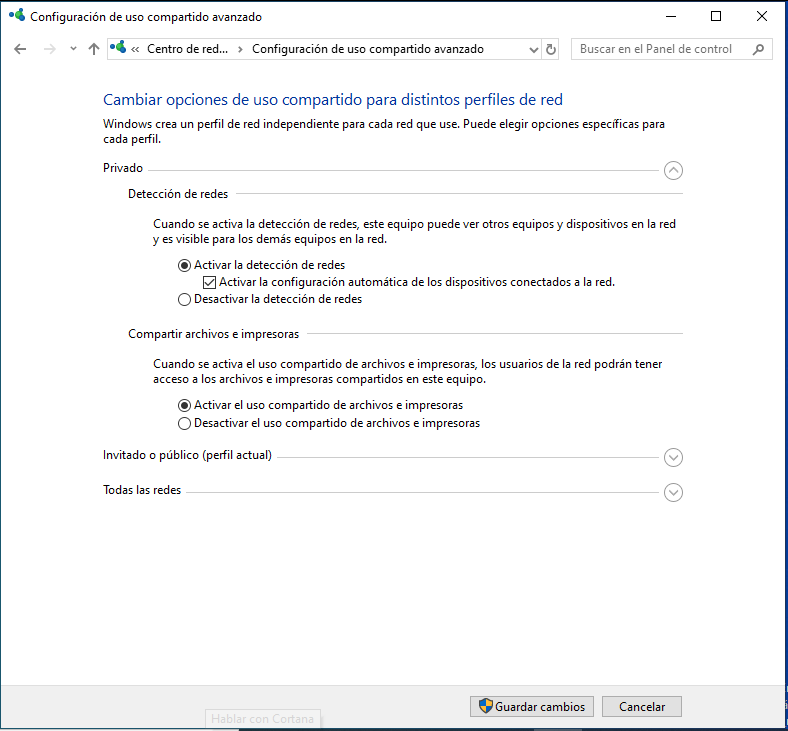 Configuración de uso compartido avanzado
« Centro de red... > Configuración de uso compartido avanzado
Buscar en el Panel de control
Cambiar opciones de uso compartido para distintos perfiles de red
Windows crea un perfil de red independiente para cada red que use. Puede elegir opciones específicas para
cada perfil.
Privado
Detección de redes
Cuando se activa la detección de redes, este equipo puede ver otros equipos y dispositivos en la red
y es visible para los demás equipos en la red.
Activar la detección de redes
Activar la configuración automática de los dispositivos conectados a la red.
Desactivar la detección de redes
Compartir archivos e impresoras
Cuando se activa el uso compartido de archivos e impresoras, los usuarios de la red podrán tener
acceso a los archivos e impresoras compartidos en este equipo.
Activar el uso compartido de archivos e impresoras
Desactivar el uso compartido de archivos e impresoras
Invitado o público (perfil actual)
Todas las redes
Guardar cambios
Cancelar
Hablar con Cortana